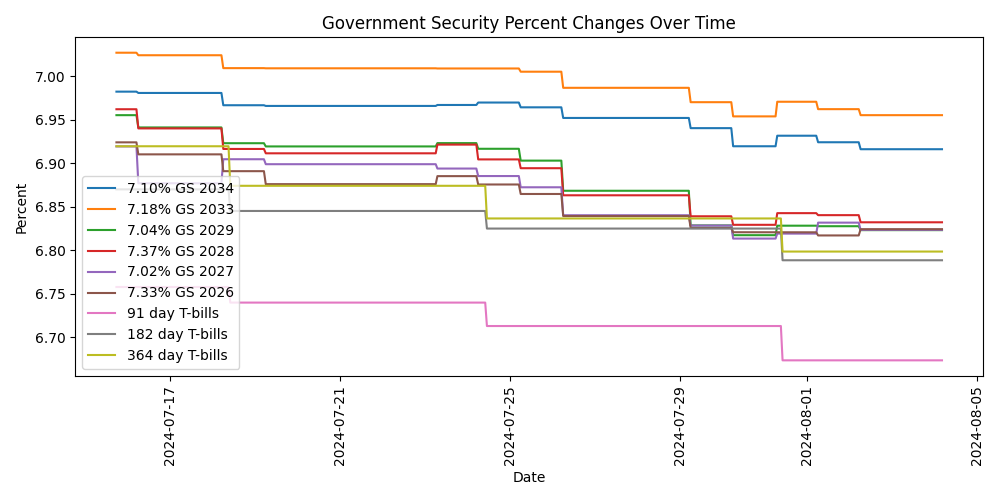 Government Security Percent Changes Over Time
Percent
7.00
6.95
6.90
6.85
6.80
6.75
6.70
7.10% GS 2034
7.18% GS 2033
7.04% GS 2029
7.37% GS 2028
7.02% GS 2027
7.33% GS 2026
91 day T-bills
182 day T-bills
364 day T-bills
2024-07-17
2024-07-21
2024-07-25
2024-07-29
2024-08-01
2024-08-05
Date